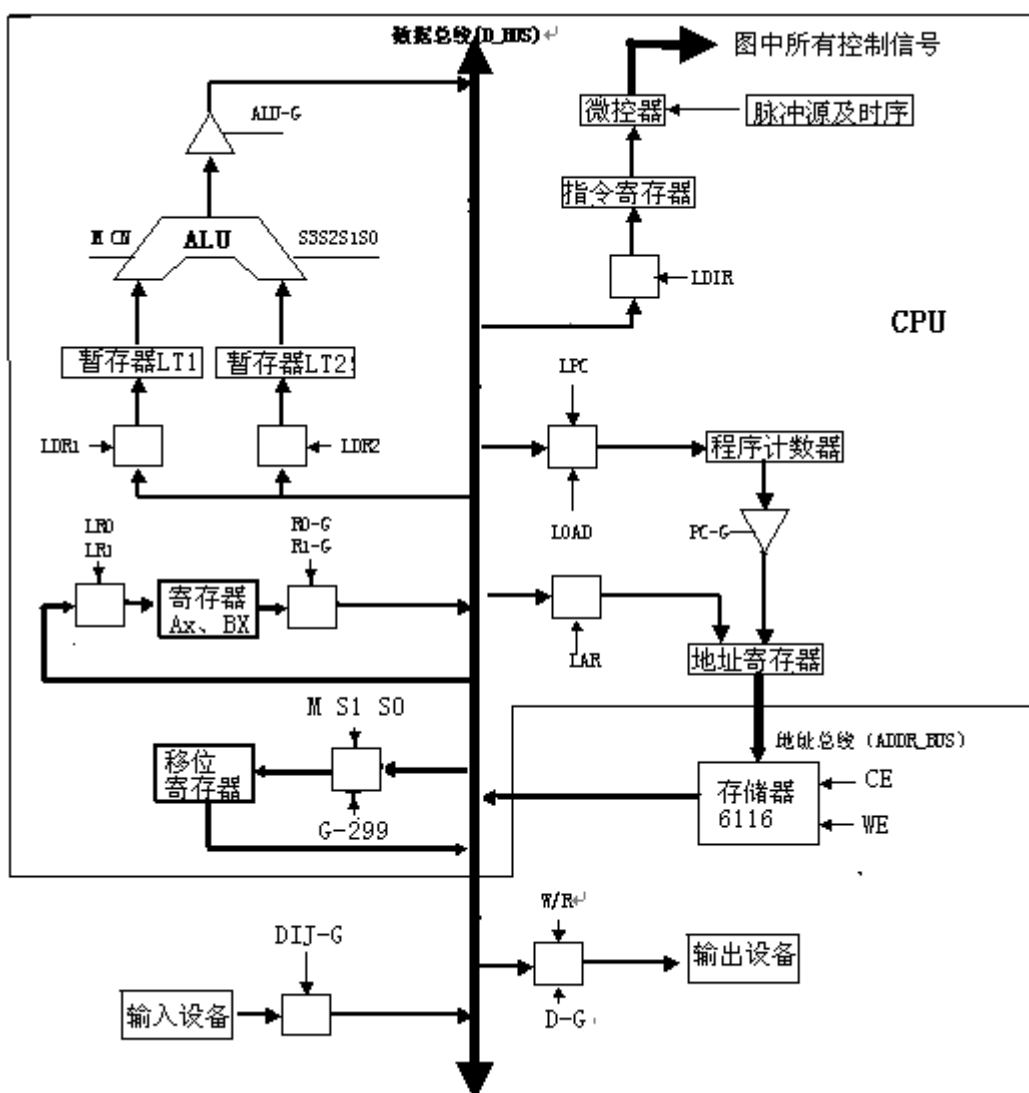 数据总线(D_BUS)↵
图中所有控制信号
ALU-G
微控器
脉冲源及时序
指令寄存器
M CN
ALU
S3S2S1S0
LDIR
CPU
暂存器LT1
暂存器LT2
LPC
LDR1
LDR2
程序计数器
LOAD
PC-G
LR0
LR1
R0-G
R1-G
寄存器
Ax、BX
LAR
地址寄存器
M S1 S0
地址总线 (ADDR_BUS)
移位
寄存器
G-299
存储器
6116
CE
WE
W/R↵
DIJ-G
输入设备
输出设备
D-G